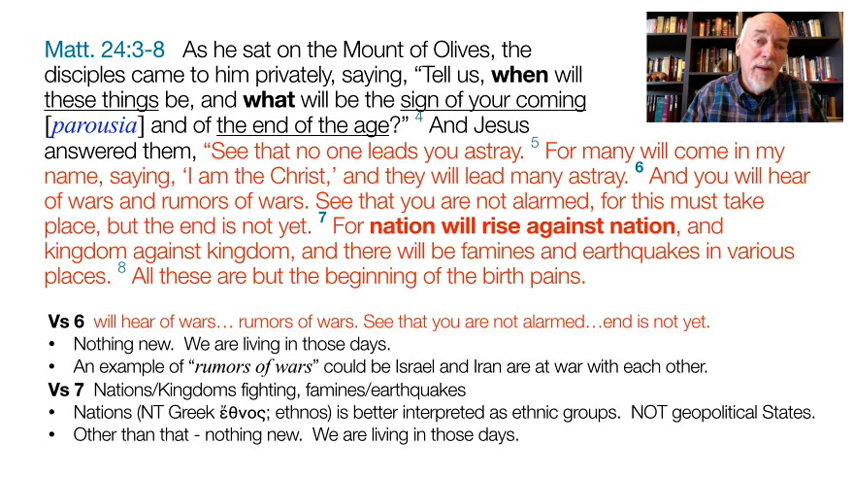 Matt. 24:3-8 As he sat on the Mount of Olives, the
disciples came to him privately, saying, “Tell us, when will
these things be, and what will be the sign of your coming
[parousia] and of the end of the age?” 4 And Jesus
answered them, “See that no one leads you astray. 5 For many will come in my
name, saying, ‘I am the Christ,’ and they will lead many astray. 6 And you will hear
of wars and rumors of wars. See that you are not alarmed, for this must take
place, but the end is not yet. 7 For nation will rise against nation, and
kingdom against kingdom, and there will be famines and earthquakes in various
places. 8 All these are but the beginning of the birth pains.
Vs 6 will hear of wars… rumors of wars. See that you are not alarmed…end is not yet.
• Nothing new. We are living in those days.
• An example of “rumors of wars” could be Israel and Iran are at war with each other.
Vs 7 Nations/Kingdoms fighting, famines/earthquakes
• Nations (NT Greek ἔθνος; ethnos) is better interpreted as ethnic groups. NOT geopolitical States.
• Other than that - nothing new. We are living in those days.